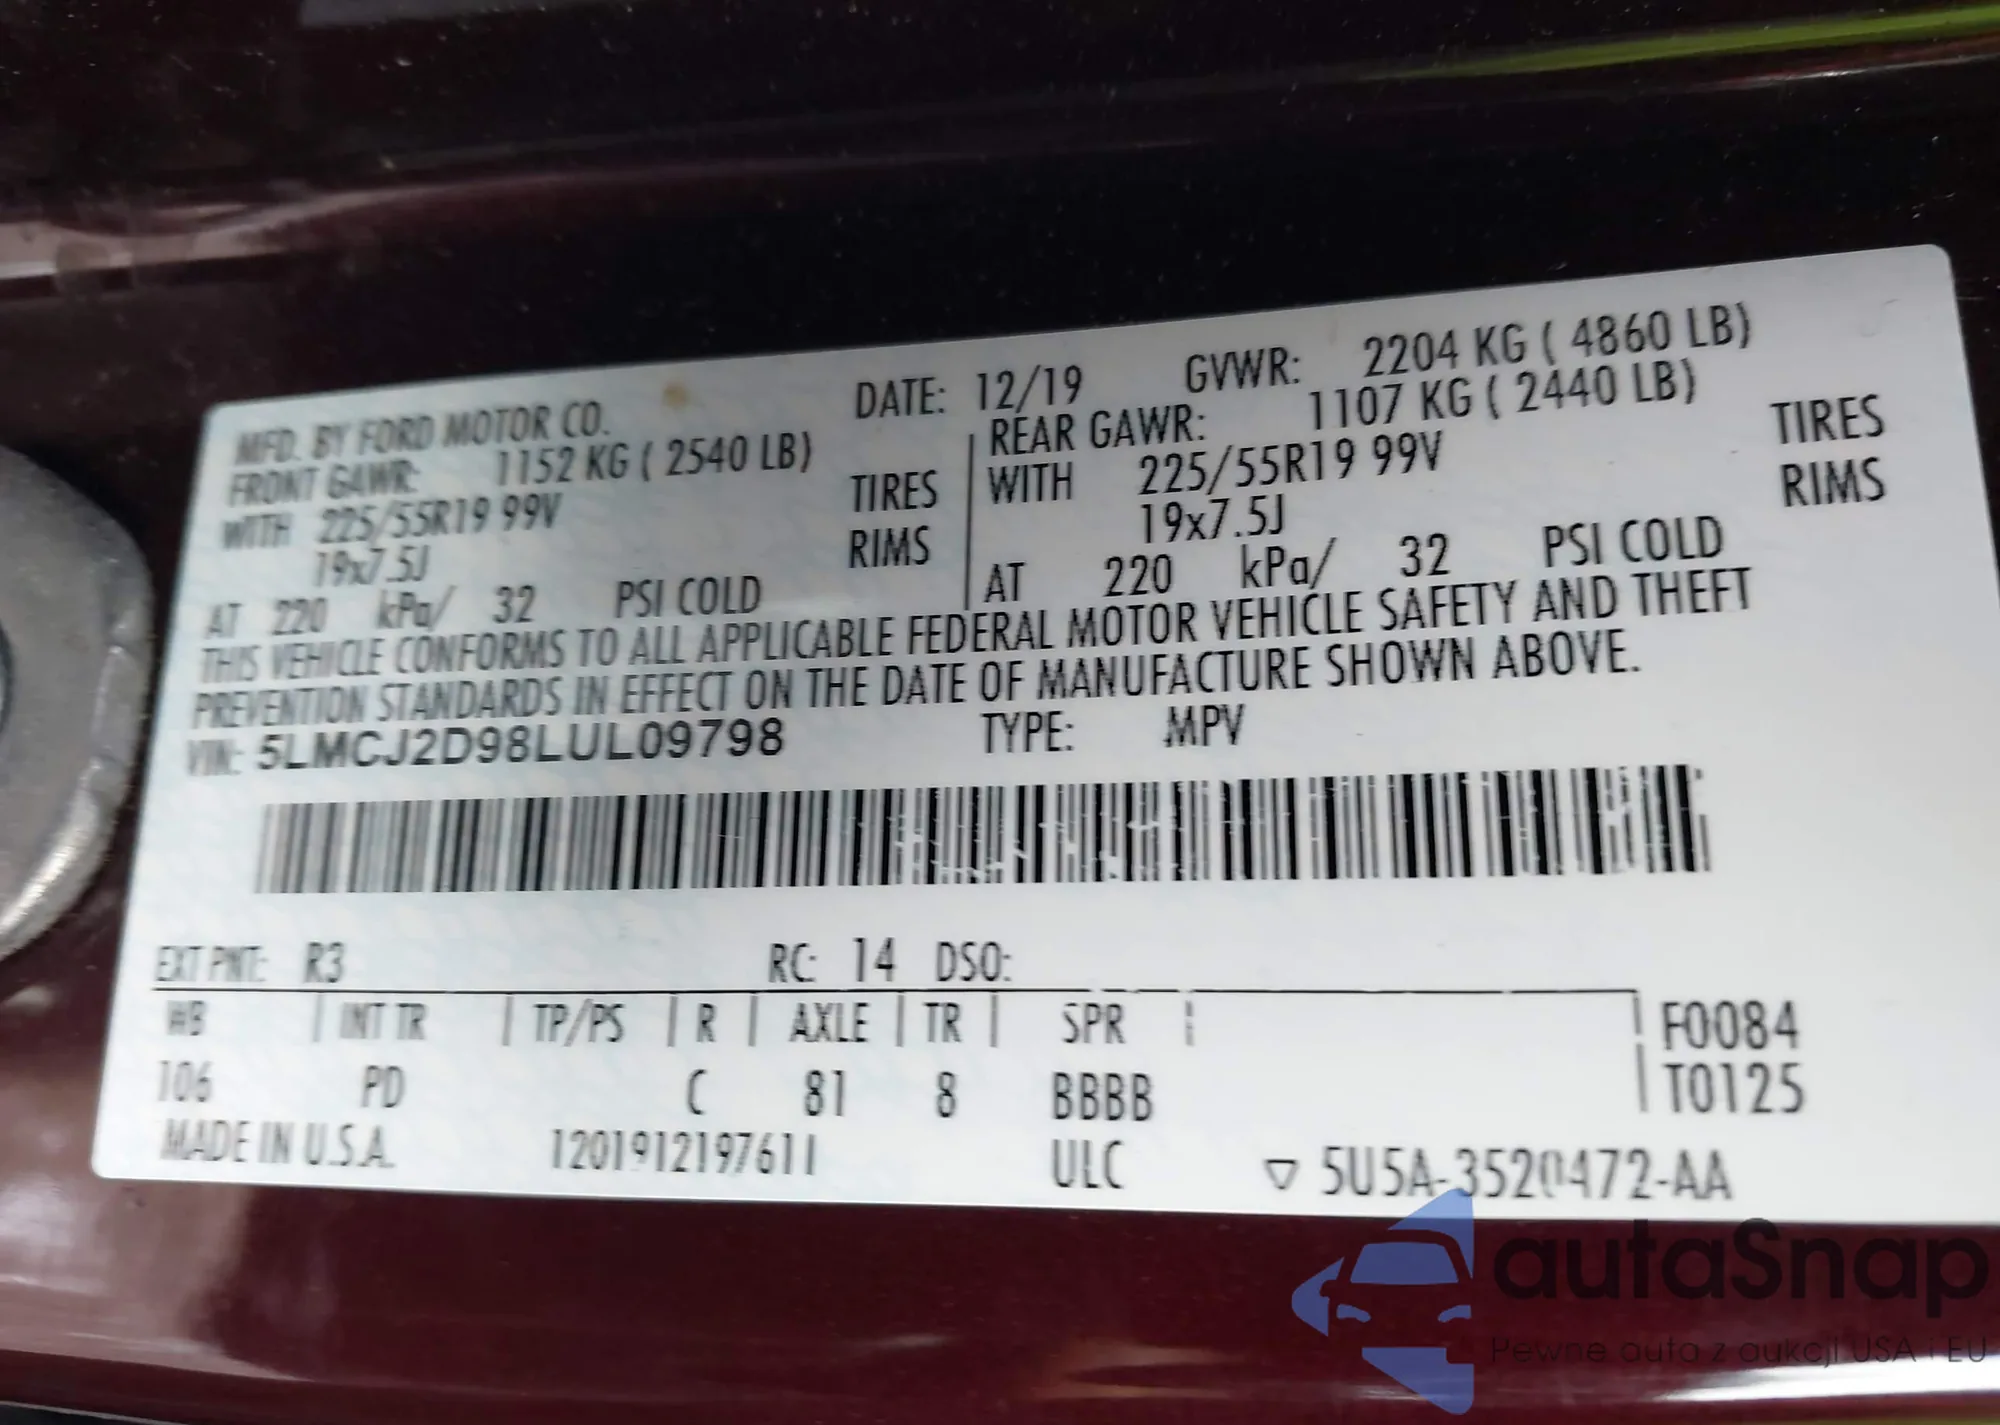 MFD. BY FORD MOTOR CO. DATE: 12/19 GVWR: 2204 KG ( 4860 LB)
FRONT GAWR: 1152 KG ( 2540 LB) REAR GAWR: 1107 KG ( 2440 LB)
WITH 225/55R19 99V TIRES WITH 225/55R19 99V TIRES
19x7.5J RIMS 19x7.5J RIMS
AT 220 kPa/ 32 PSI COLD AT 220 kPa/ 32 PSI COLD
THIS VEHICLE CONFORMS TO ALL APPLICABLE FEDERAL MOTOR VEHICLE SAFETY AND THEFT
PREVENTION STANDARDS IN EFFECT ON THE DATE OF MANUFACTURE SHOWN ABOVE.
VIN: 5LMCJ2D98LUL09798 TYPE: MPV
EXT PNT: R3 RC: 14 DSO:
WB | INT TR | TP/PS | R | AXLE | TR | SPR | | F0084
106 PD C 81 8 BBBB | T0125
MADE IN U.S.A. 1201912197611 ULC ▽ 5U5A-3520472-AA
autaSnap
Pewne auta z aukcji USA i EU